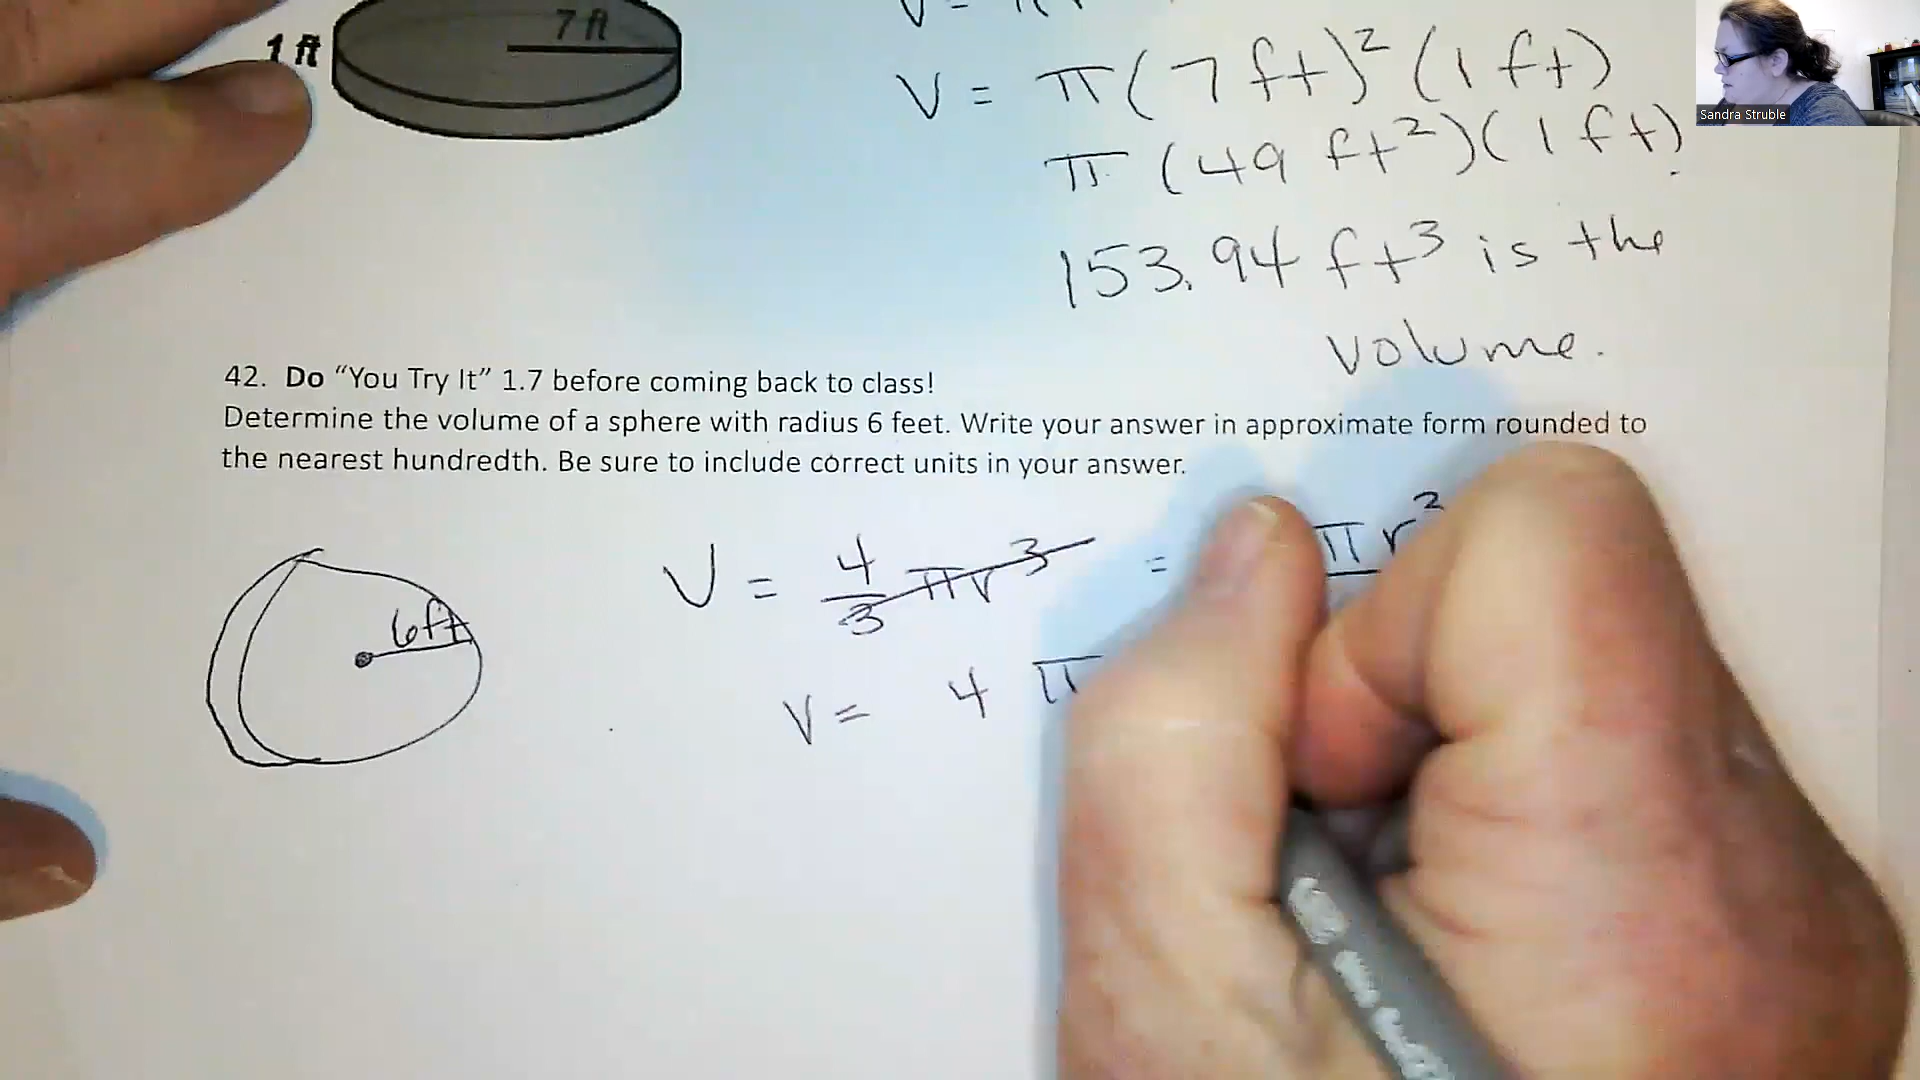 7 ft
1 ft
V = π(7ft)² (1 ft)
π (49 ft²)(1 ft)
153.94 ft³ is the
volume.
Sandra Struble
42. Do “You Try It” 1.7 before coming back to class!
Determine the volume of a sphere with radius 6 feet. Write your answer in approximate form rounded to
the nearest hundredth. Be sure to include correct units in your answer.
6ft
V = 4/3 πr³ = πr²
V = 4 π